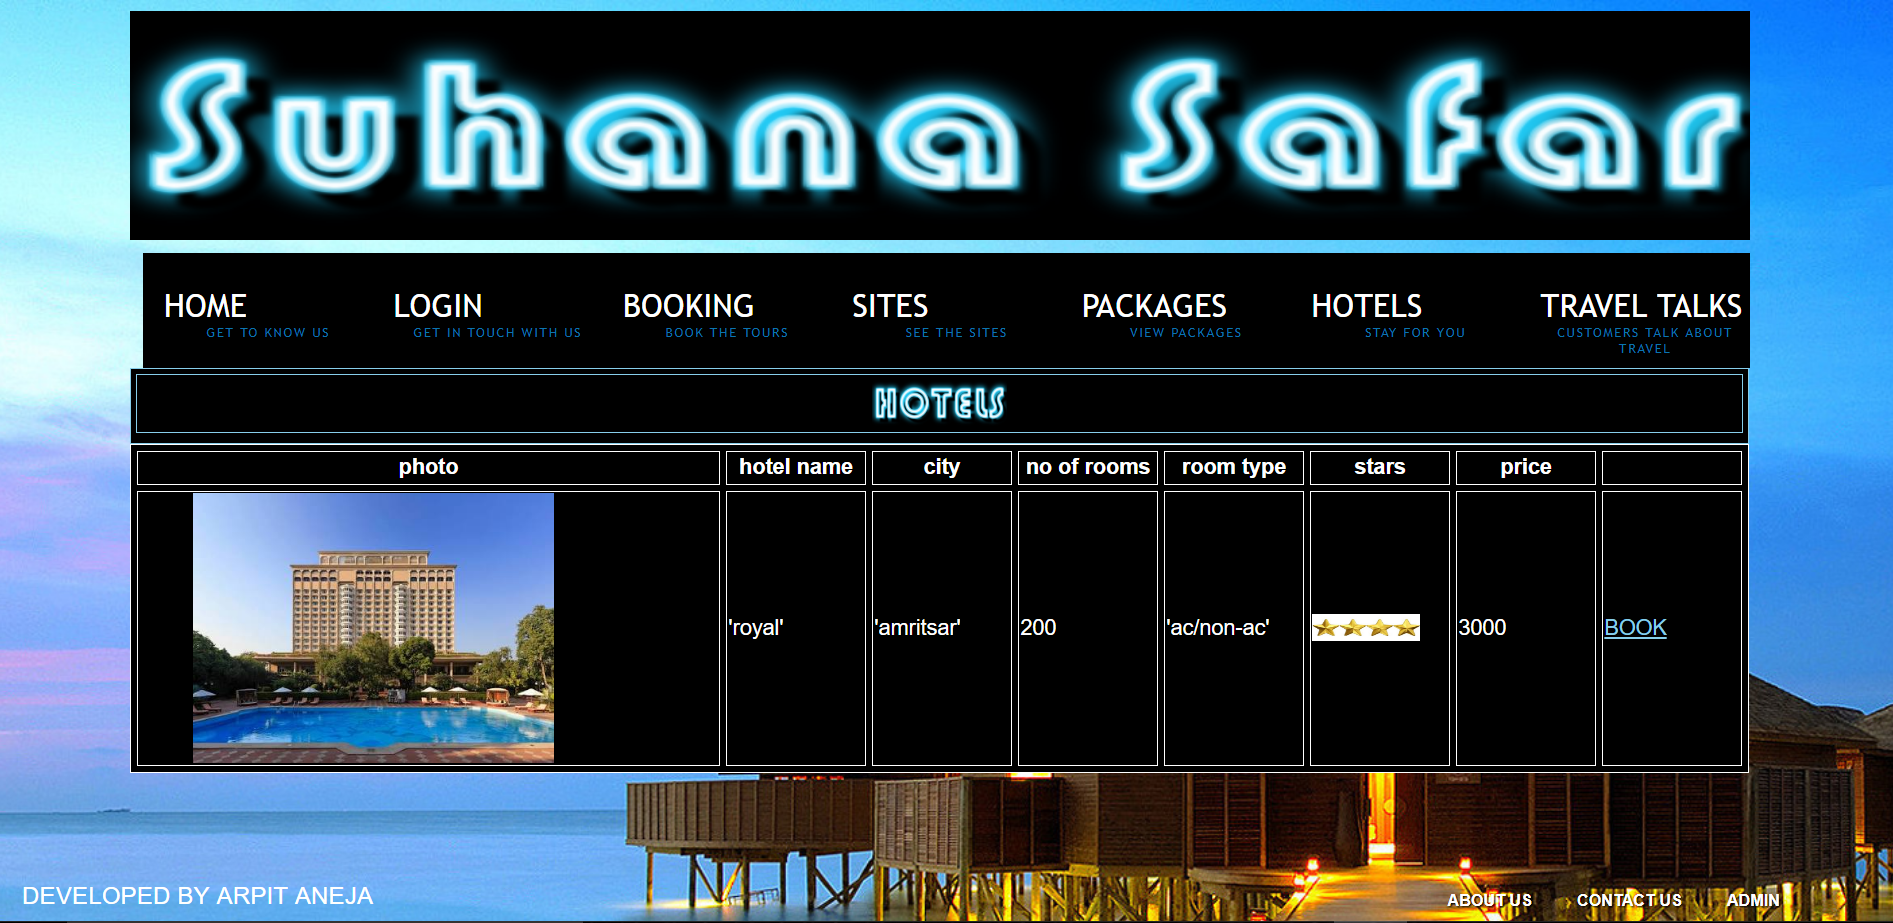 Suhana Safar
HOME LOGIN BOOKING SITES PACKAGES HOTELS TRAVEL TALKS
GET TO KNOW US GET IN TOUCH WITH US BOOK THE TOURS SEE THE SITES VIEW PACKAGES STAY FOR YOU CUSTOMERS TALK ABOUT
TRAVEL
HOTELS
photo hotel name city no of rooms room type stars price
'royal' 'amritsar' 200 'ac/non-ac' 3000 BOOK
DEVELOPED BY ARPIT ANEJA
ABOUT US CONTACT US ADMIN